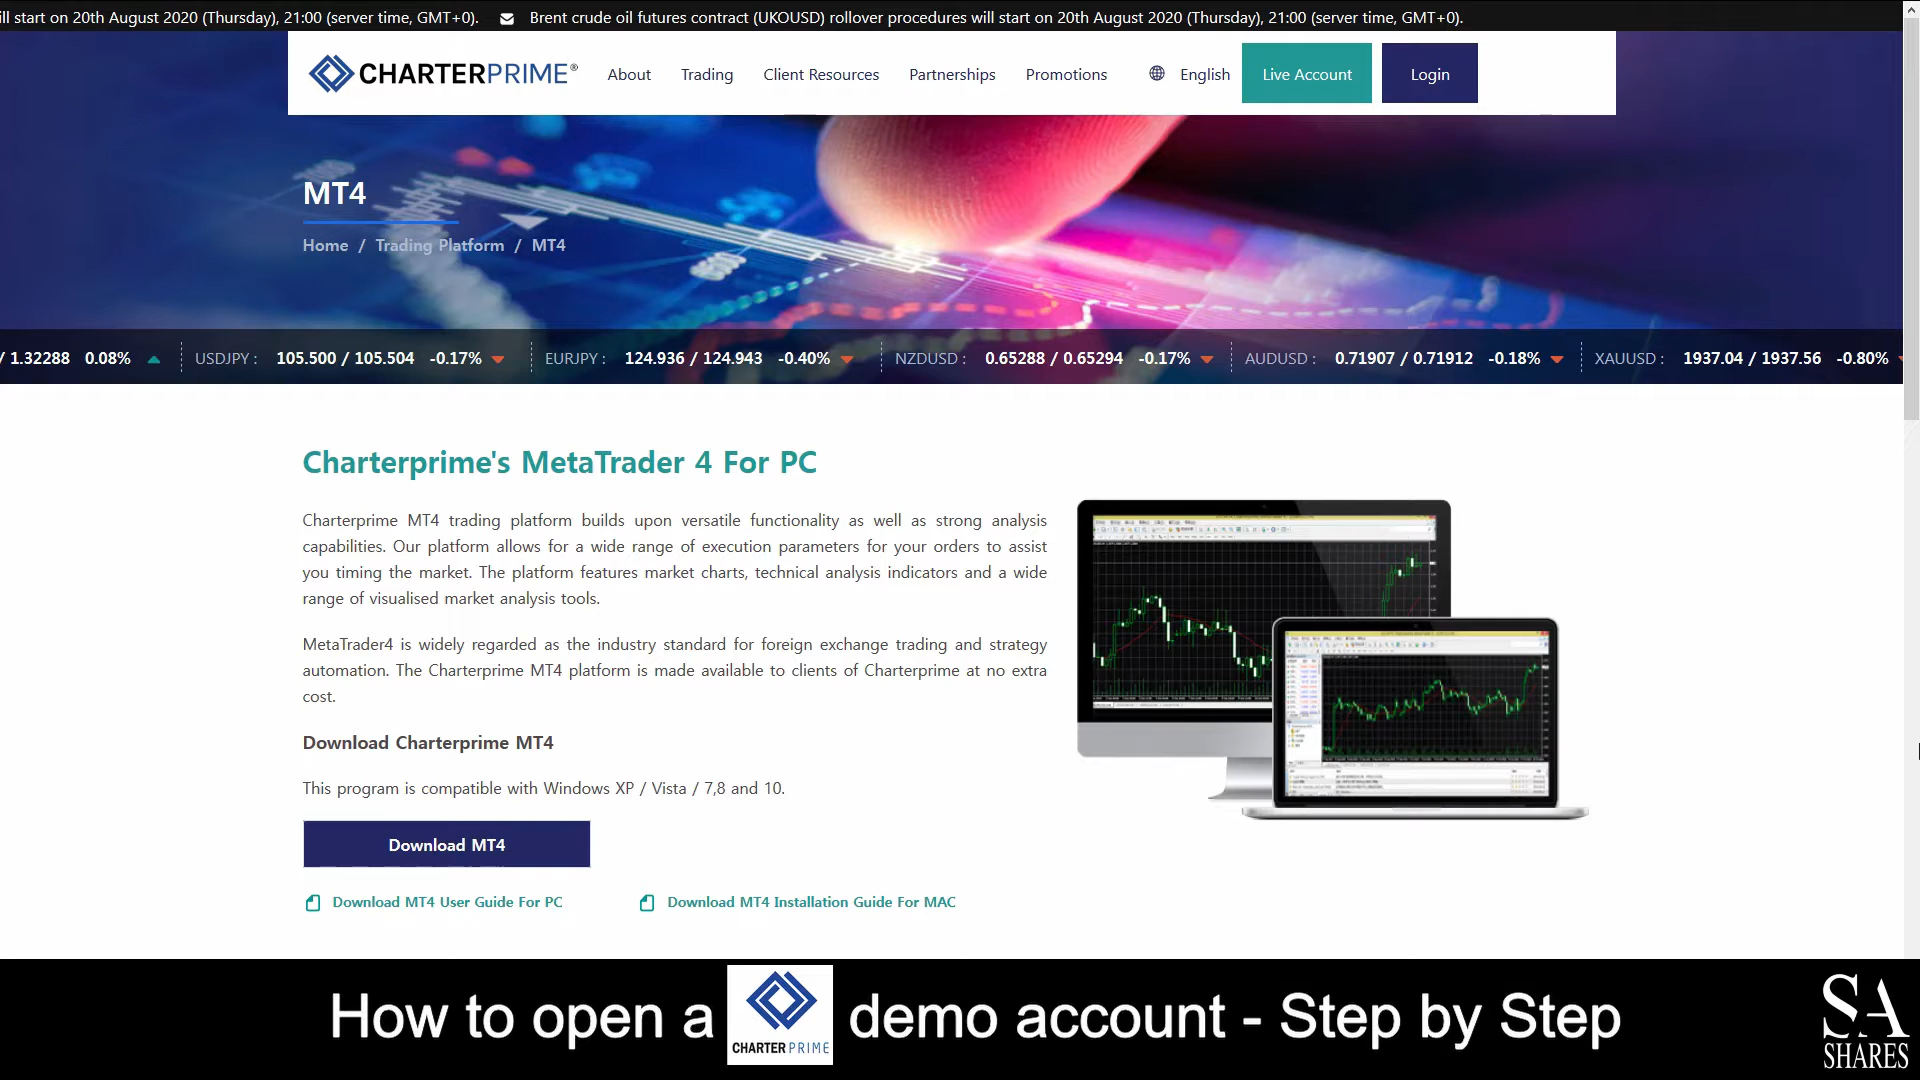 ll start on 20th August 2020 (Thursday), 21:00 (server time, GMT+0). Brent crude oil futures contract (UKOUSD) rollover procedures will start on 20th August 2020 (Thursday), 21:00 (server time, GMT+0).
CHARTERPRIME® About Trading Client Resources Partnerships Promotions English Live Account Login
MT4
Home / Trading Platform / MT4
/ 1.32288 0.08% USDJPY : 105.500 / 105.504 -0.17% EURJPY : 124.936 / 124.943 -0.40% NZDUSD : 0.65288 / 0.65294 -0.17% AUDUSD : 0.71907 / 0.71912 -0.18% XAUUSD : 1937.04 / 1937.56 -0.80%
Charterprime's MetaTrader 4 For PC
Charterprime MT4 trading platform builds upon versatile functionality as well as strong analysis
capabilities. Our platform allows for a wide range of execution parameters for your orders to assist
you timing the market. The platform features market charts, technical analysis indicators and a wide
range of visualised market analysis tools.
MetaTrader4 is widely regarded as the industry standard for foreign exchange trading and strategy
automation. The Charterprime MT4 platform is made available to clients of Charterprime at no extra
cost.
Download Charterprime MT4
This program is compatible with Windows XP / Vista / 7,8 and 10.
Download MT4
Download MT4 User Guide For PC Download MT4 Installation Guide For MAC
How to open a CHARTER PRIME demo account - Step by Step
SA
SHARES